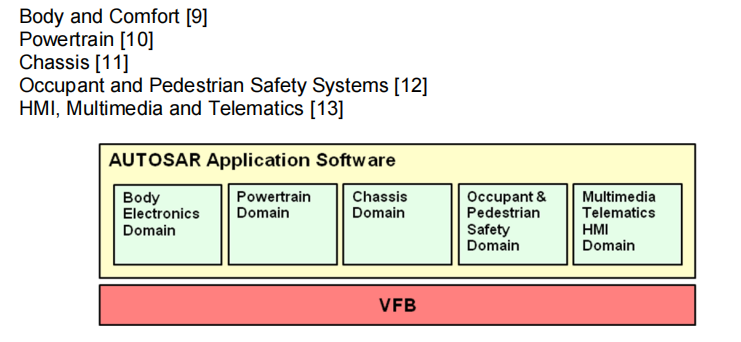 Body and Comfort [9]
Powertrain [10]
Chassis [11]
Occupant and Pedestrian Safety Systems [12]
HMI, Multimedia and Telematics [13]
AUTOSAR Application Software
Body
Electronics
Domain
Powertrain
Domain
Chassis
Domain
Occupant &
Pedestrian
Safety
Domain
Multimedia
Telematics
HMI
Domain
VFB